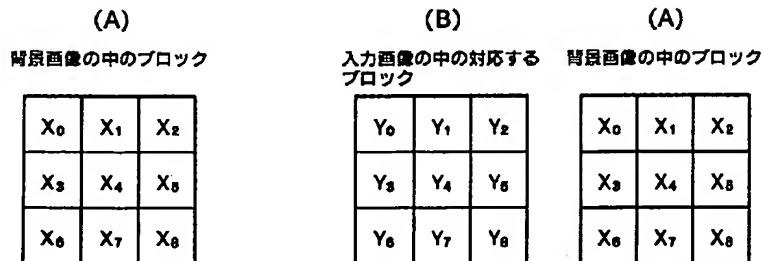 (A)
背景画像の中のブロック
X₀ X₁ X₂
X₃ X₄ X₅
X₆ X₇ X₈
(B)
入力画像の中の対応する
ブロック
Y₀ Y₁ Y₂
Y₃ Y₄ Y₅
Y₆ Y₇ Y₈
(A)
背景画像の中のブロック
X₀ X₁ X₂
X₃ X₄ X₅
X₆ X₇ X₈